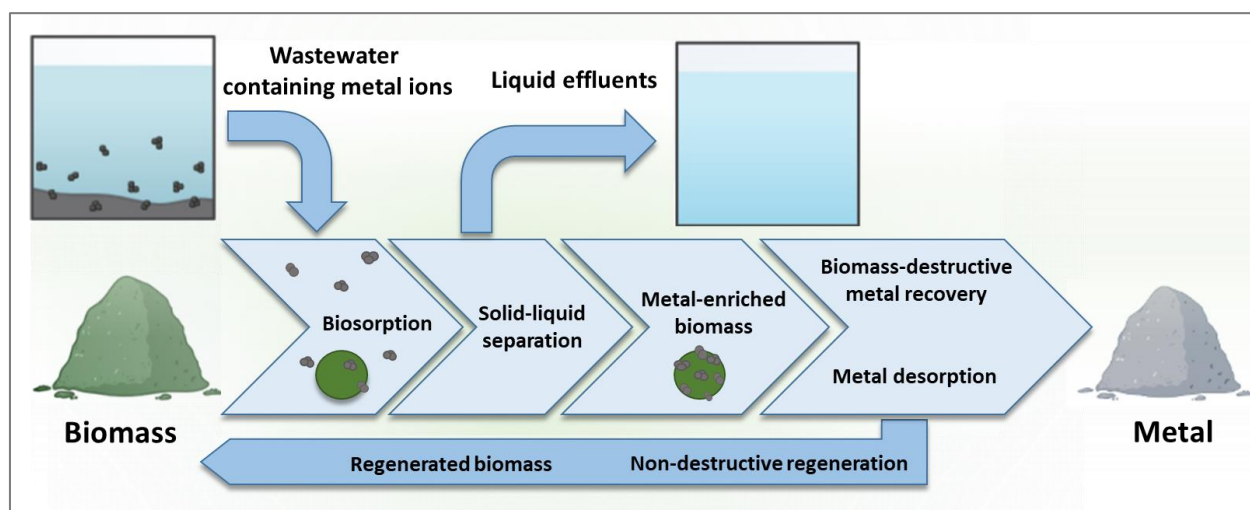 Wastewater
containing metal ions
Liquid effluents
Biomass
Biosorption
Solid-liquid
separation
Metal-enriched
biomass
Biomass-destructive
metal recovery
Metal desorption
Metal
Regenerated biomass
Non-destructive regeneration